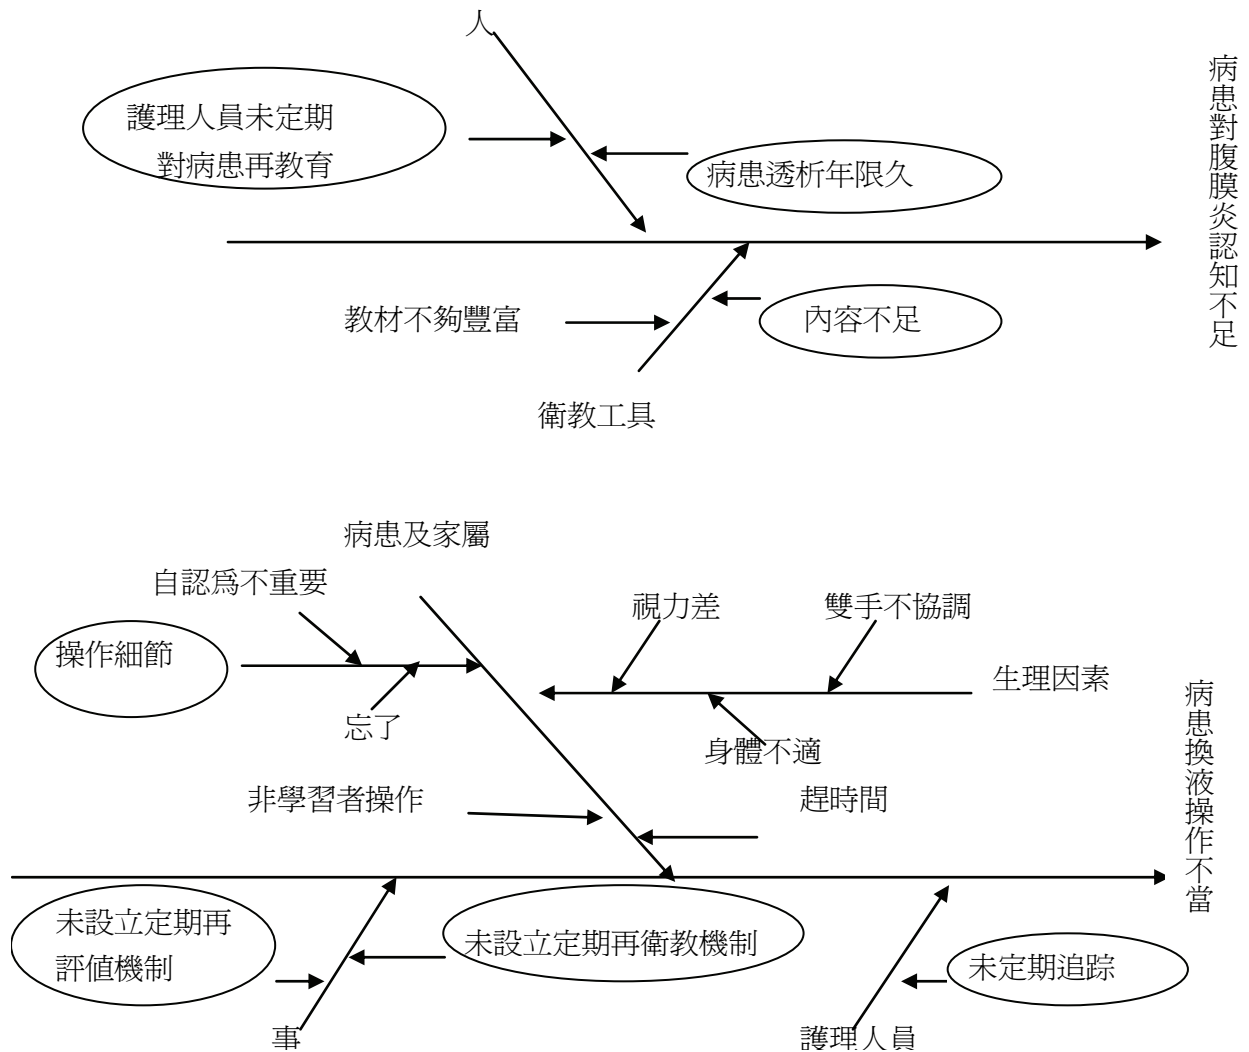 人
護理人員未定期
對病患再教育
病患透析年限久
病患對腹膜炎認知不足
教材不夠豐富
內容不足
衛教工具
病患及家屬
自認爲不重要
視力差
雙手不協調
操作細節
生理因素
忘了
身體不適
非學習者操作
趕時間
病患換液操作不當
未設立定期再
評值機制
未設立定期再衛教機制
未定期追踪
事
護理人員